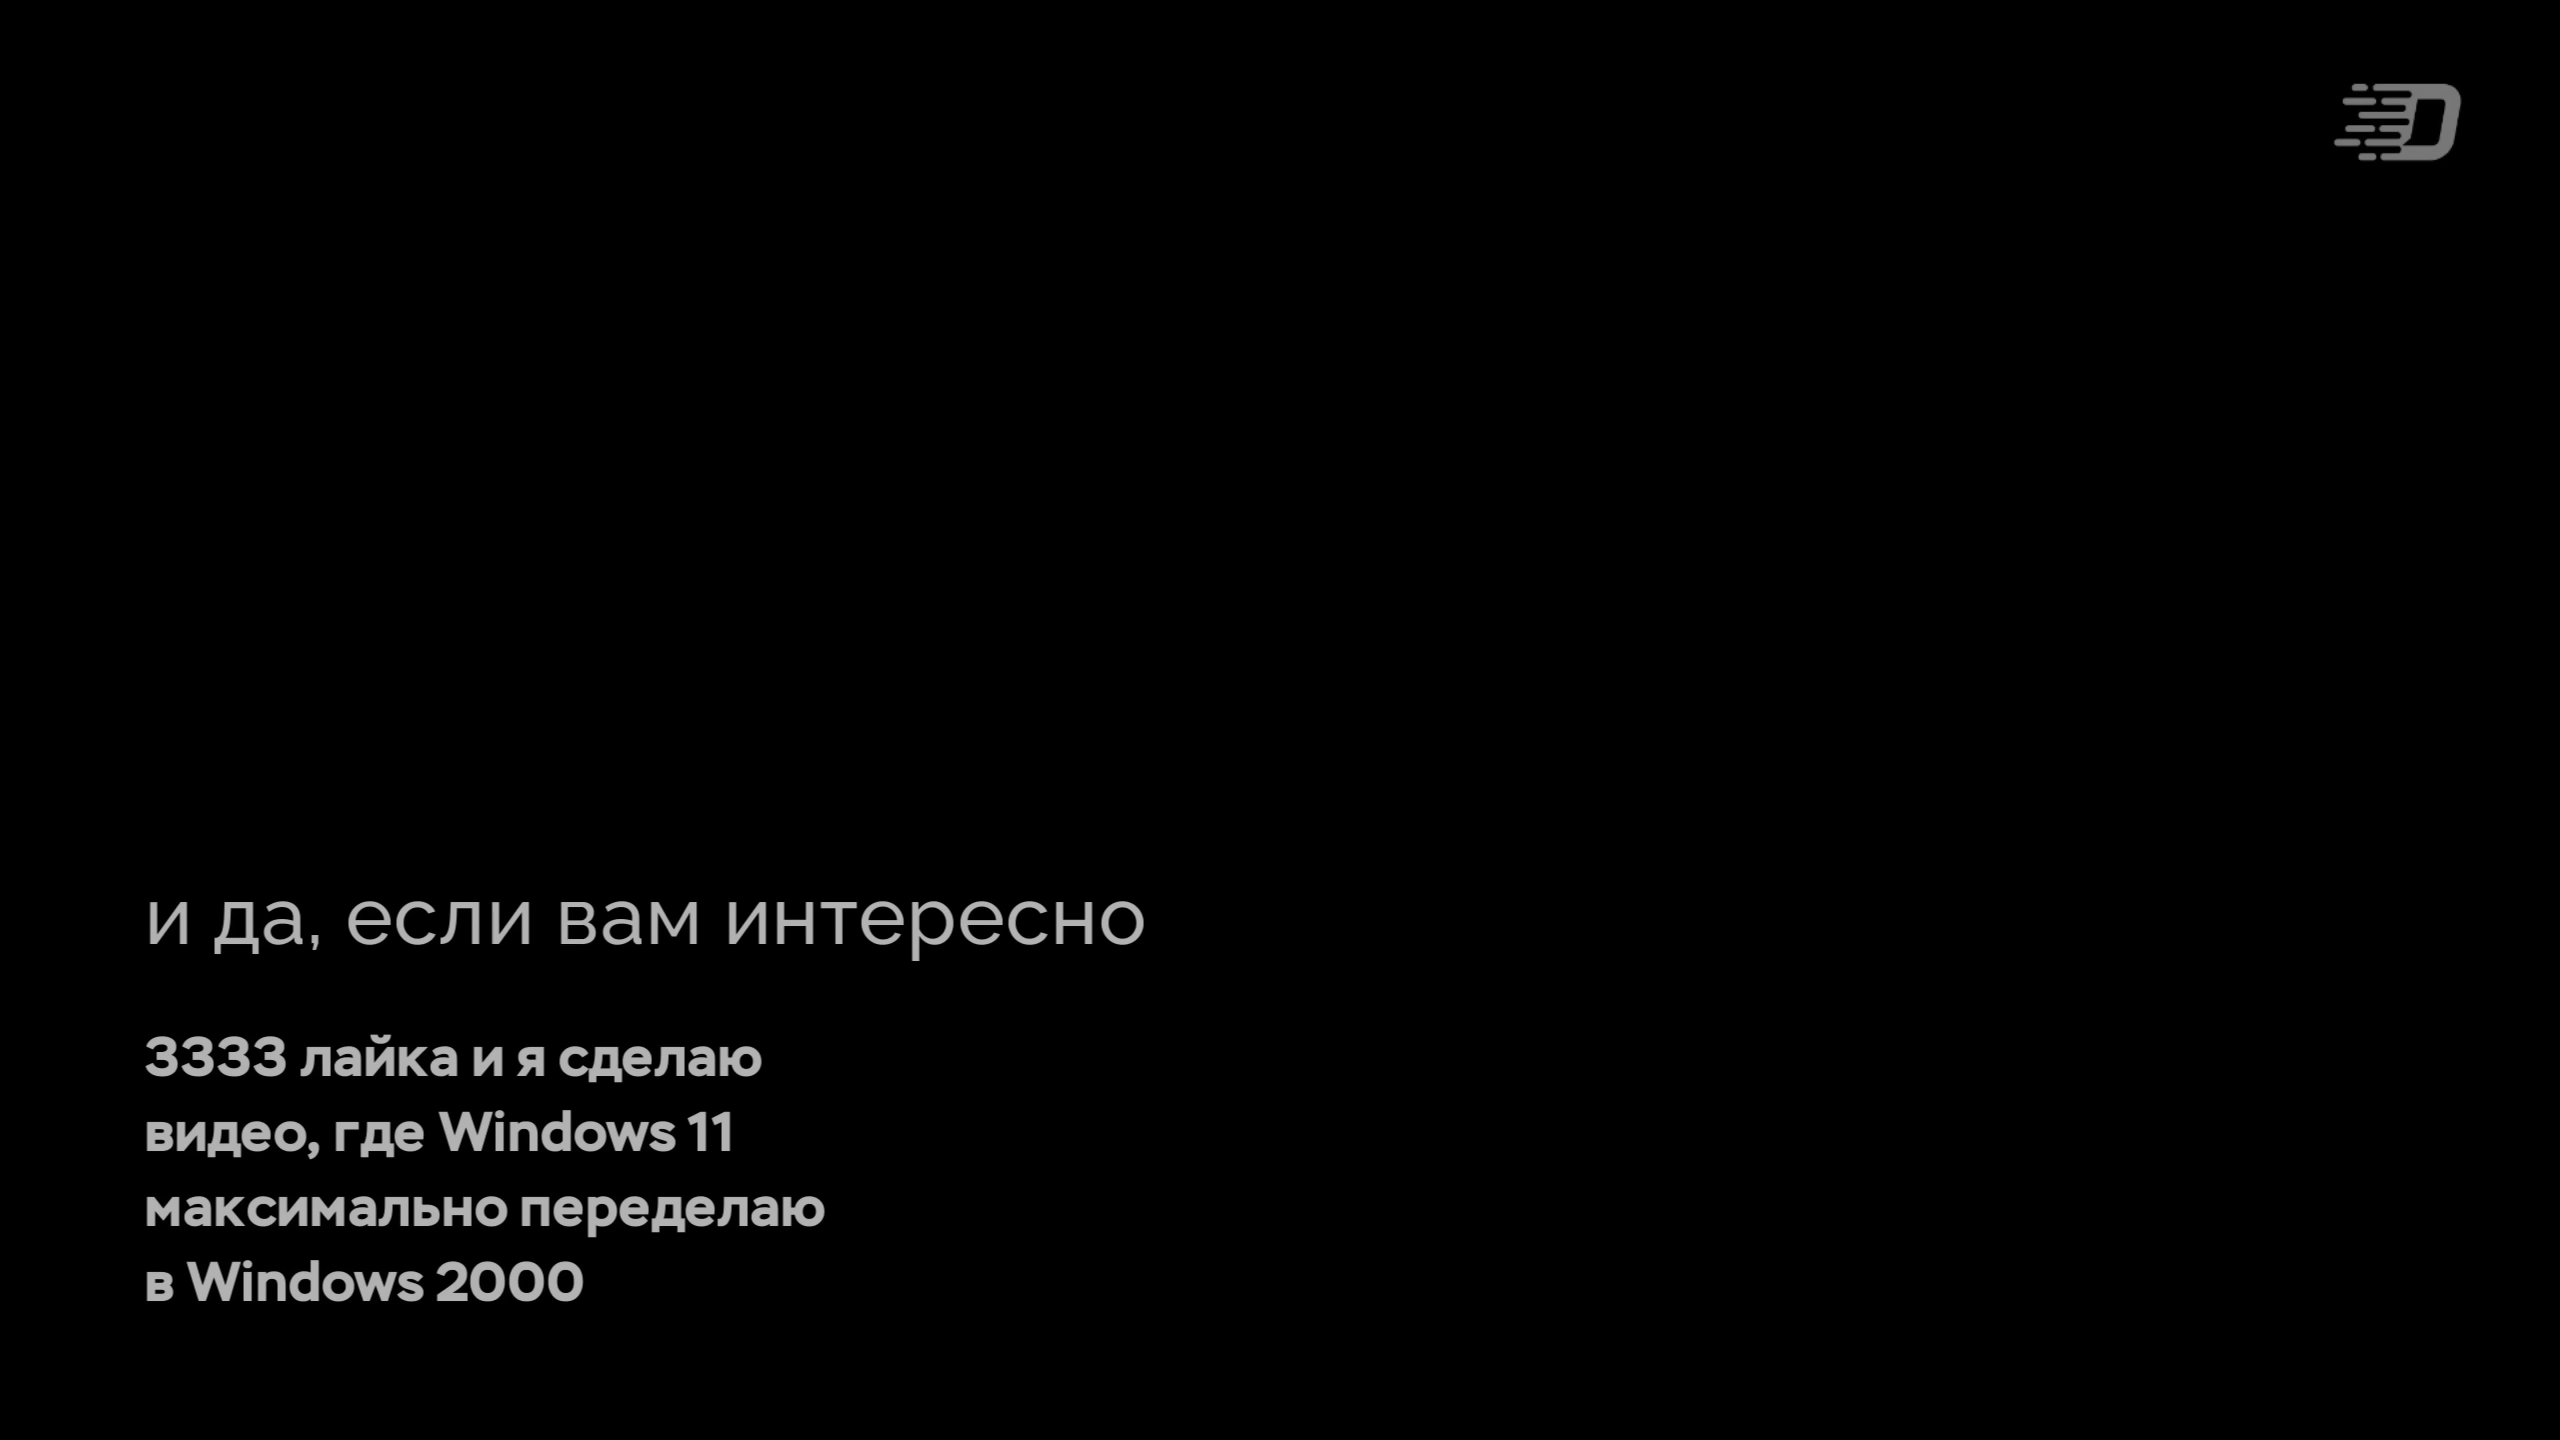 и да, если вам интересно
3333 лайка и я сделаю
видео, где Windows 11
максимально переделаю
в Windows 2000